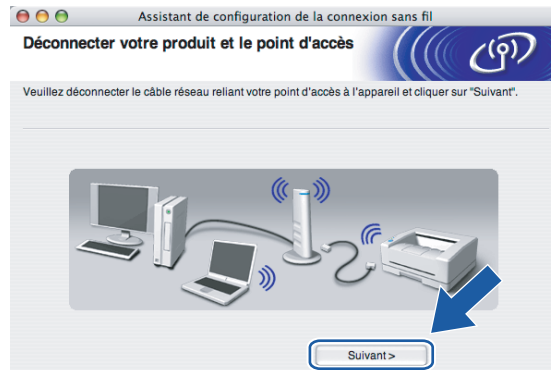 Assistant de configuration de la connexion sans fil
Déconnecter votre produit et le point d'accès
Veuillez déconnecter le câble réseau reliant votre point d'accès à l'appareil et cliquer sur "Suivant".
Suivant >